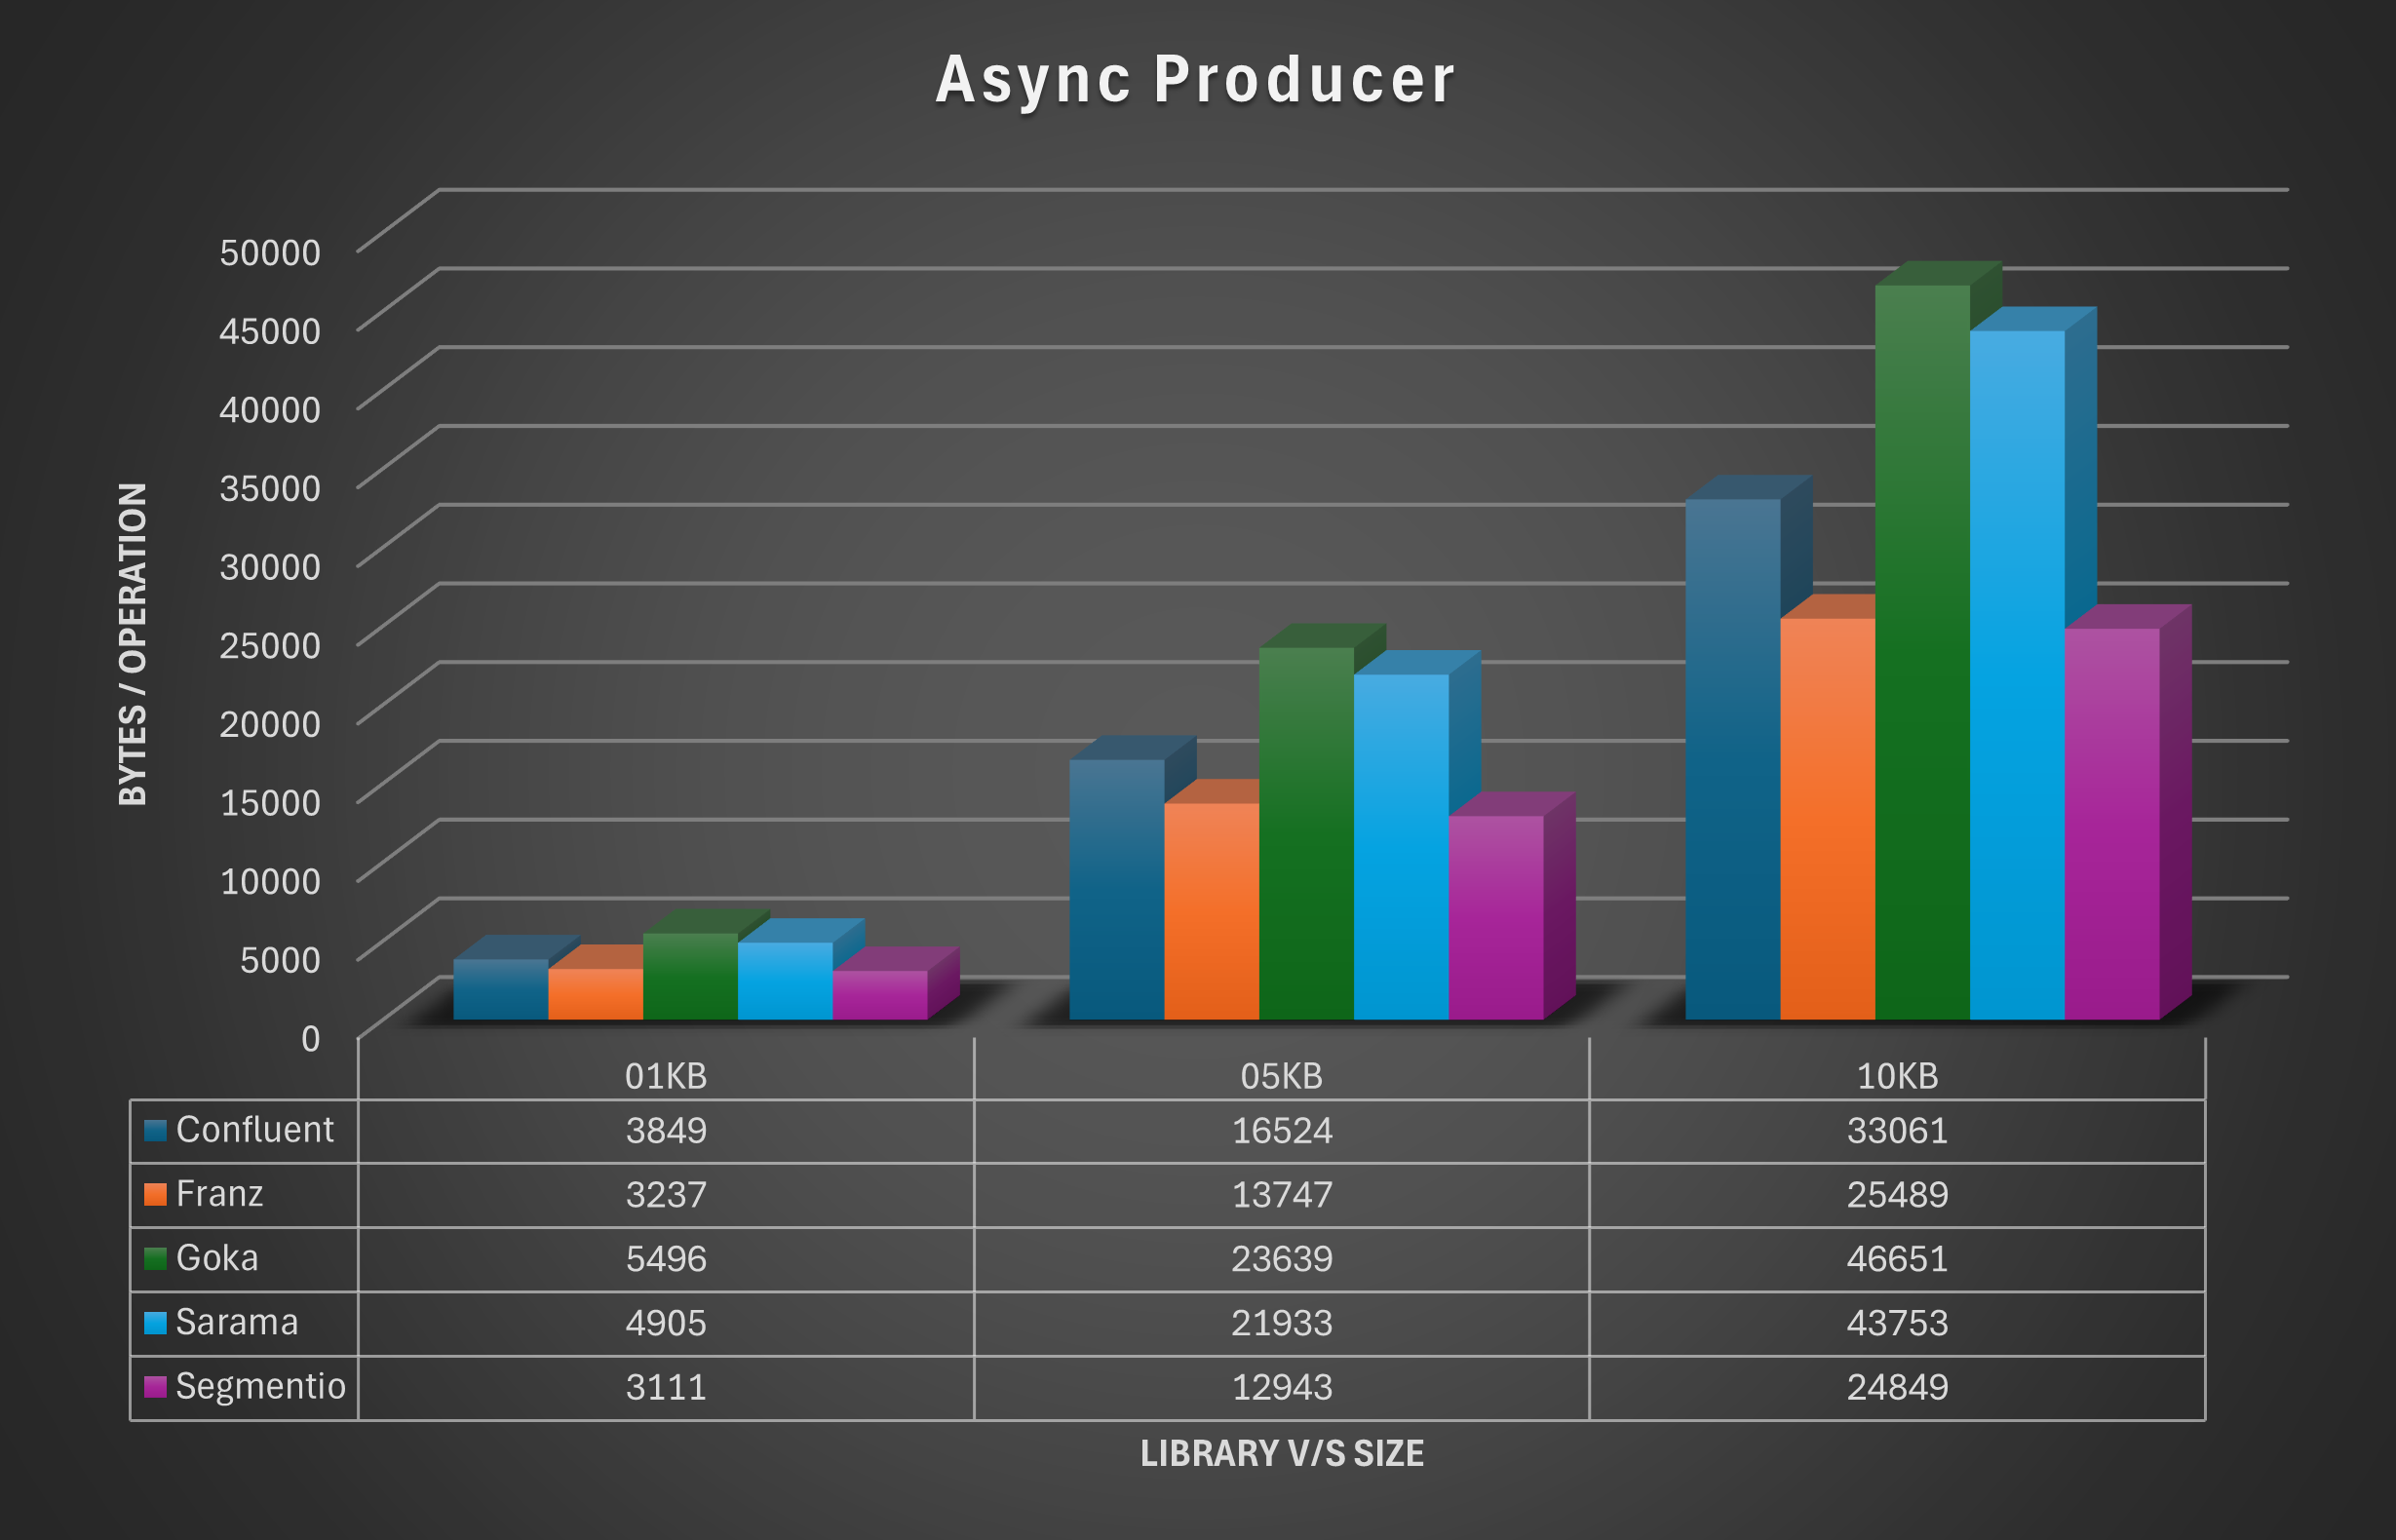 Async Producer
50000
45000
40000
35000
30000
25000
20000
15000
10000
5000
0
BYTES / OPERATION
01KB 05KB 10KB
Confluent 3849 16524 33061
Franz 3237 13747 25489
Goka 5496 23639 46651
Sarama 4905 21933 43753
Segmentio 3111 12943 24849
LIBRARY V/S SIZE